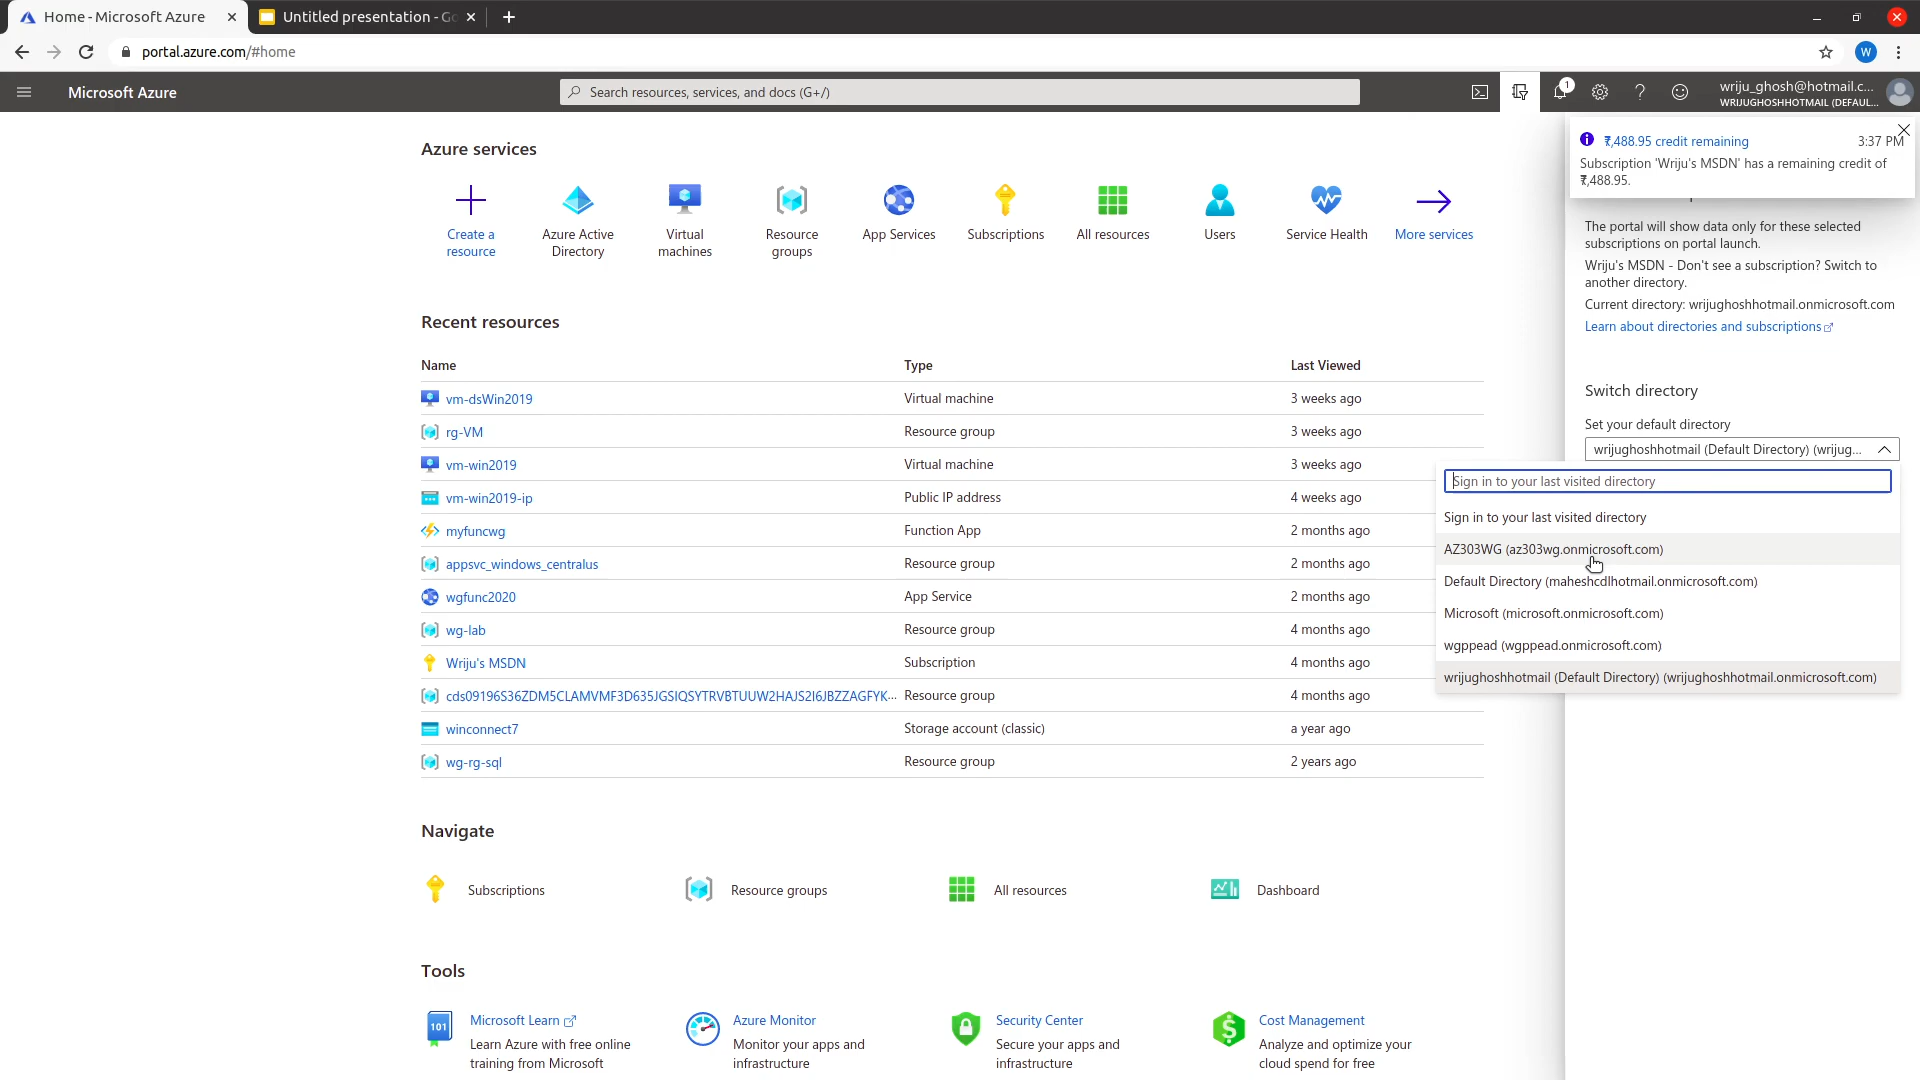 Home - Microsoft Azure
Untitled presentation - Go
portal.azure.com/#home
W
Microsoft Azure
Search resources, services, and docs (G+/)
1
wriju_ghosh@hotmail.c...
WRIJUGHOSHHOTMAIL (DEFAUL...
₹7,488.95 credit remaining
3:37 PM
Subscription 'Wriju's MSDN' has a remaining credit of
₹7,488.95.
The portal will show data only for these selected
subscriptions on portal launch.
Wriju's MSDN - Don't see a subscription? Switch to
another directory.
Current directory: wrijughoshhotmail.onmicrosoft.com
Learn about directories and subscriptions
Switch directory
Set your default directory
wrijughoshhotmail (Default Directory) (wrijug...
Sign in to your last visited directory
Sign in to your last visited directory
AZ303WG (az303wg.onmicrosoft.com)
Default Directory (maheshcdlhotmail.onmicrosoft.com)
Microsoft (microsoft.onmicrosoft.com)
wgppead (wgppead.onmicrosoft.com)
wrijughoshhotmail (Default Directory) (wrijughoshhotmail.onmicrosoft.com)
Azure services
Create a
resource
Azure Active
Directory
Virtual
machines
Resource
groups
App Services
Subscriptions
All resources
Users
Service Health
More services
Recent resources
Name Type Last Viewed
vm-dsWin2019 Virtual machine 3 weeks ago
rg-VM Resource group 3 weeks ago
vm-win2019 Virtual machine 3 weeks ago
vm-win2019-ip Public IP address 4 weeks ago
myfuncwg Function App 2 months ago
appsvc_windows_centralus Resource group 2 months ago
wgfunc2020 App Service 2 months ago
wg-lab Resource group 4 months ago
Wriju's MSDN Subscription 4 months ago
cds09196S36ZDM5CLAMVMF3D635JGSIQSYTRVBTUUW2HAJS2I6JBZZAGFYK... Resource group 4 months ago
winconnect7 Storage account (classic) a year ago
wg-rg-sql Resource group 2 years ago
Navigate
Subscriptions
Resource groups
All resources
Dashboard
Tools
101
Microsoft Learn
Learn Azure with free online
training from Microsoft
Azure Monitor
Monitor your apps and
infrastructure
Security Center
Secure your apps and
infrastructure
Cost Management
Analyze and optimize your
cloud spend for free